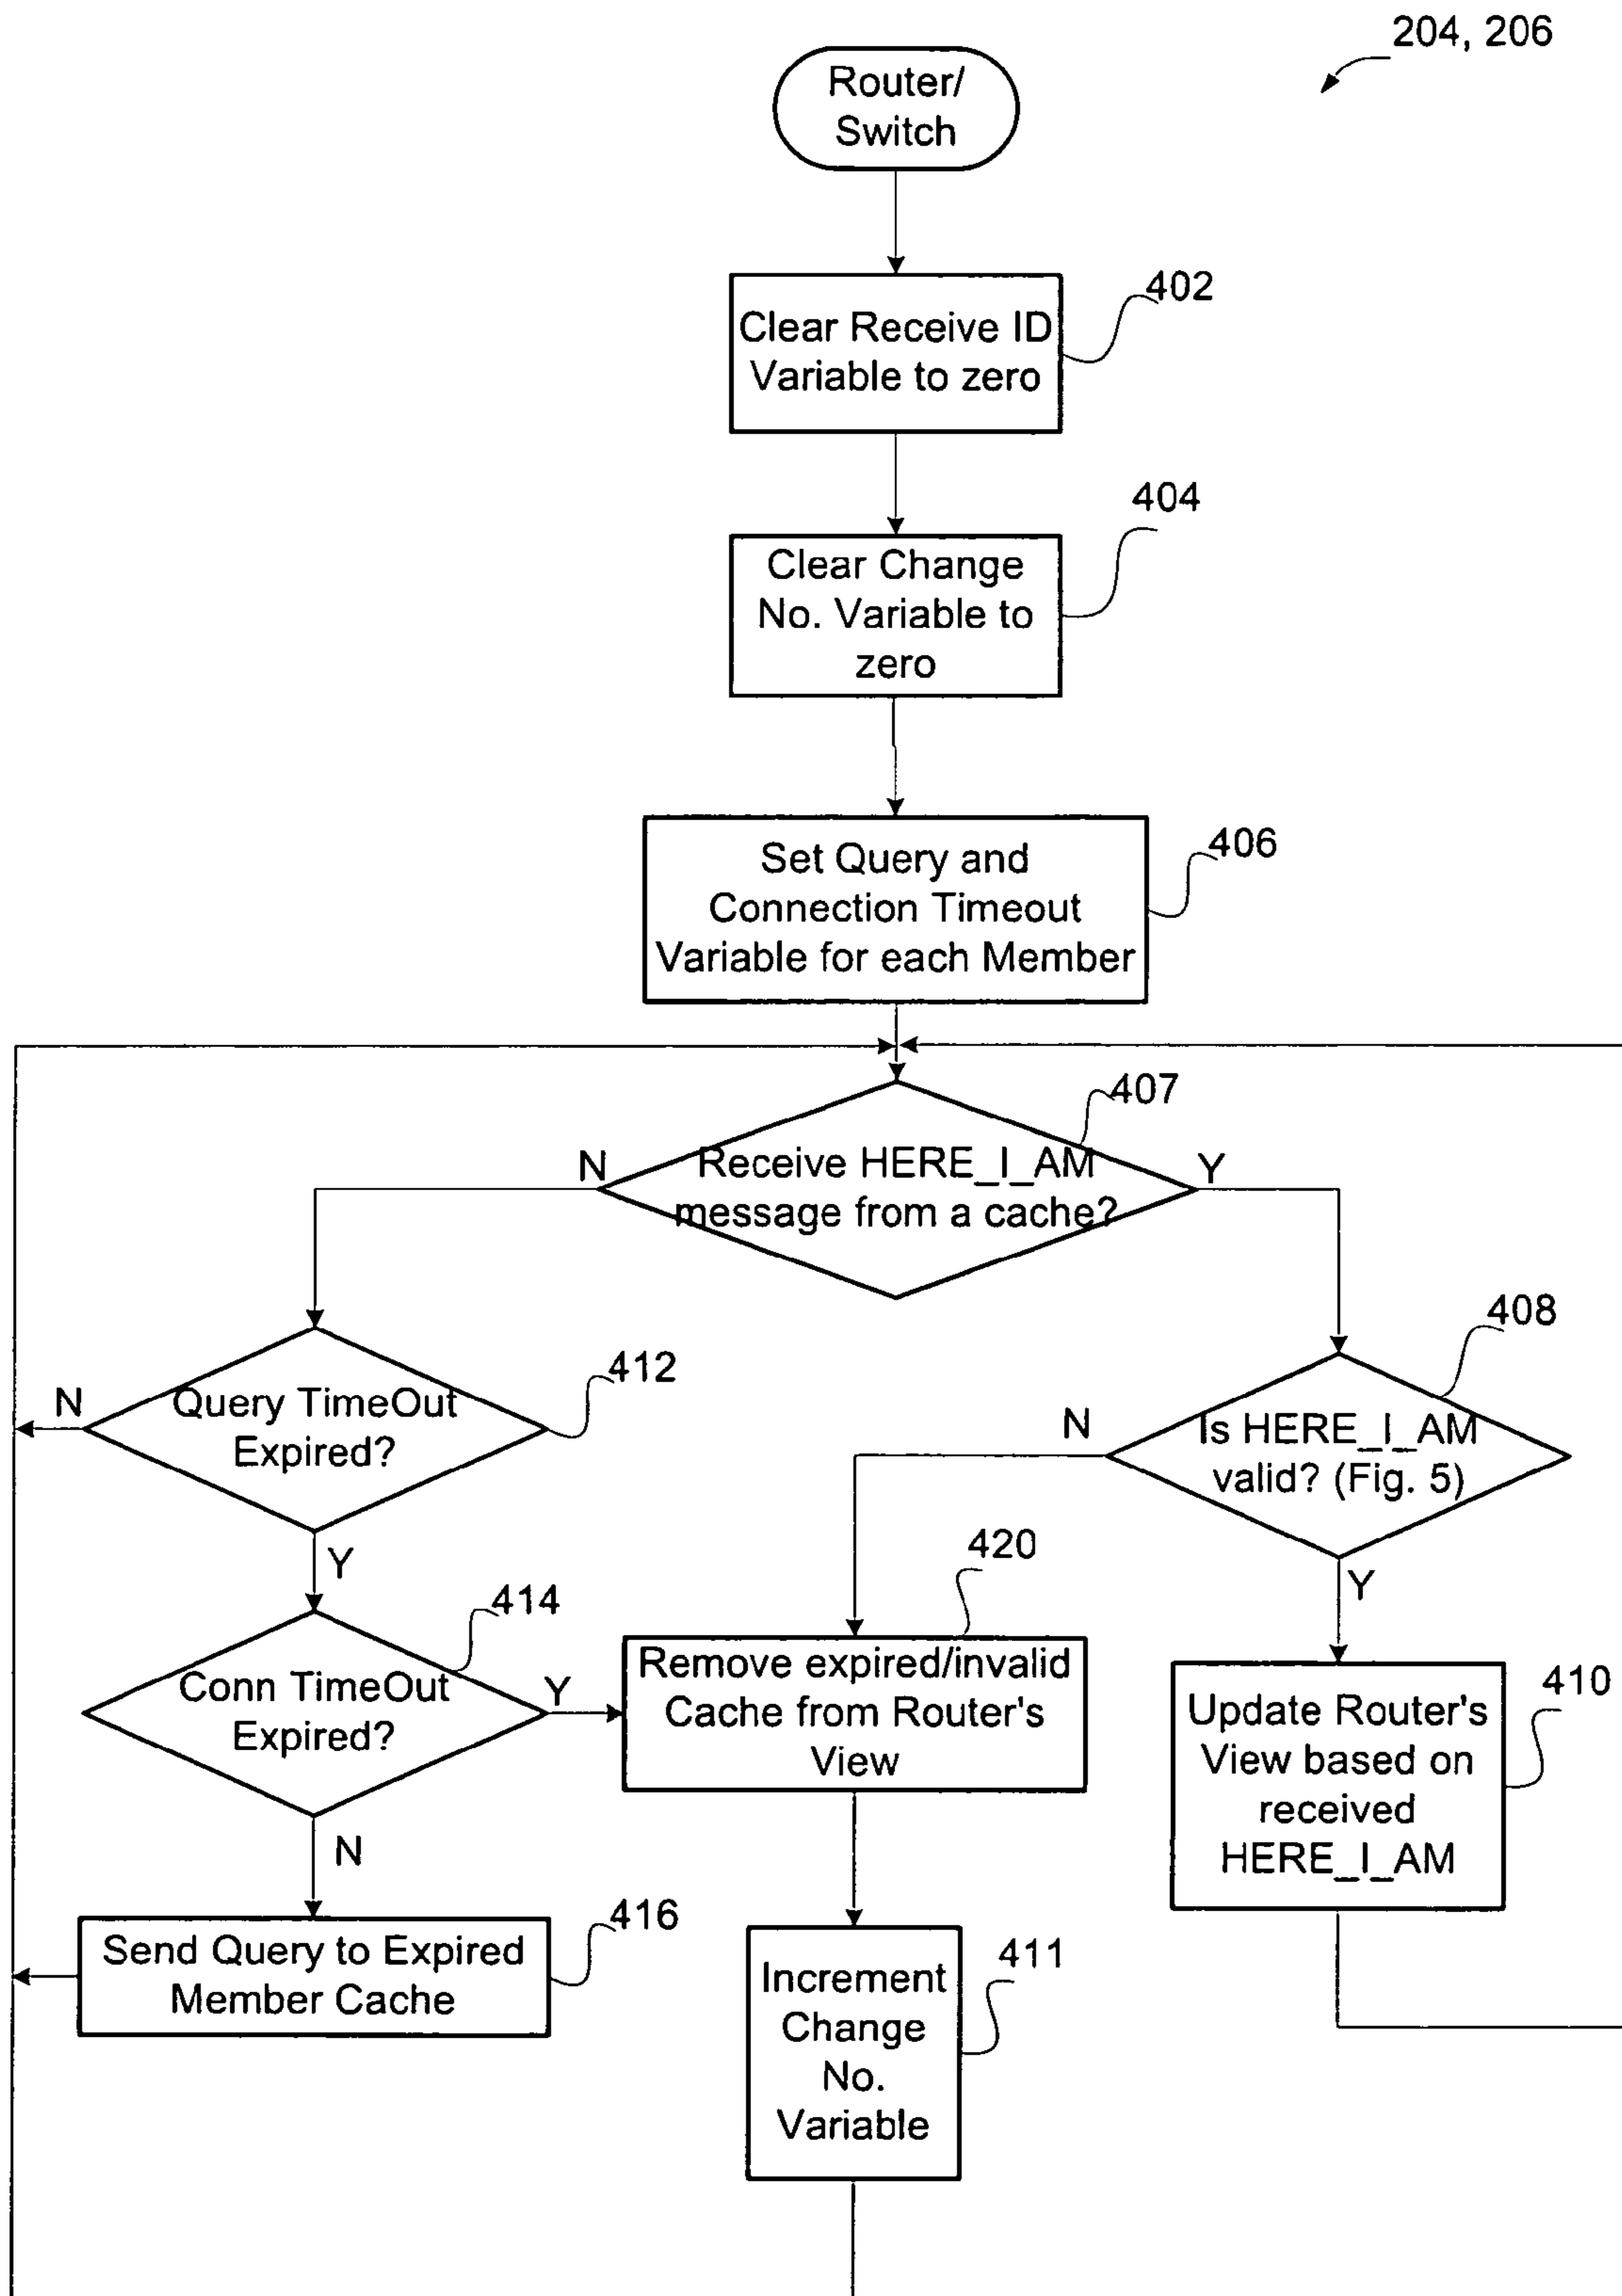 204, 206
Router/
Switch
402
Clear Receive ID
Variable to zero
404
Clear Change
No. Variable to
zero
406
Set Query and
Connection Timeout
Variable for each Member
407
N
Receive HERE_I_AM
message from a cache?
Y
408
412
N
Query TimeOut
Expired?
Y
N
Is HERE_I_AM
valid? (Fig. 5)
Y
414
Conn TimeOut
Expired?
Y
N
420
Remove expired/invalid
Cache from Router's
View
410
Update Router's
View based on
received
HERE_I_AM
416
Send Query to Expired
Member Cache
411
Increment
Change
No.
Variable